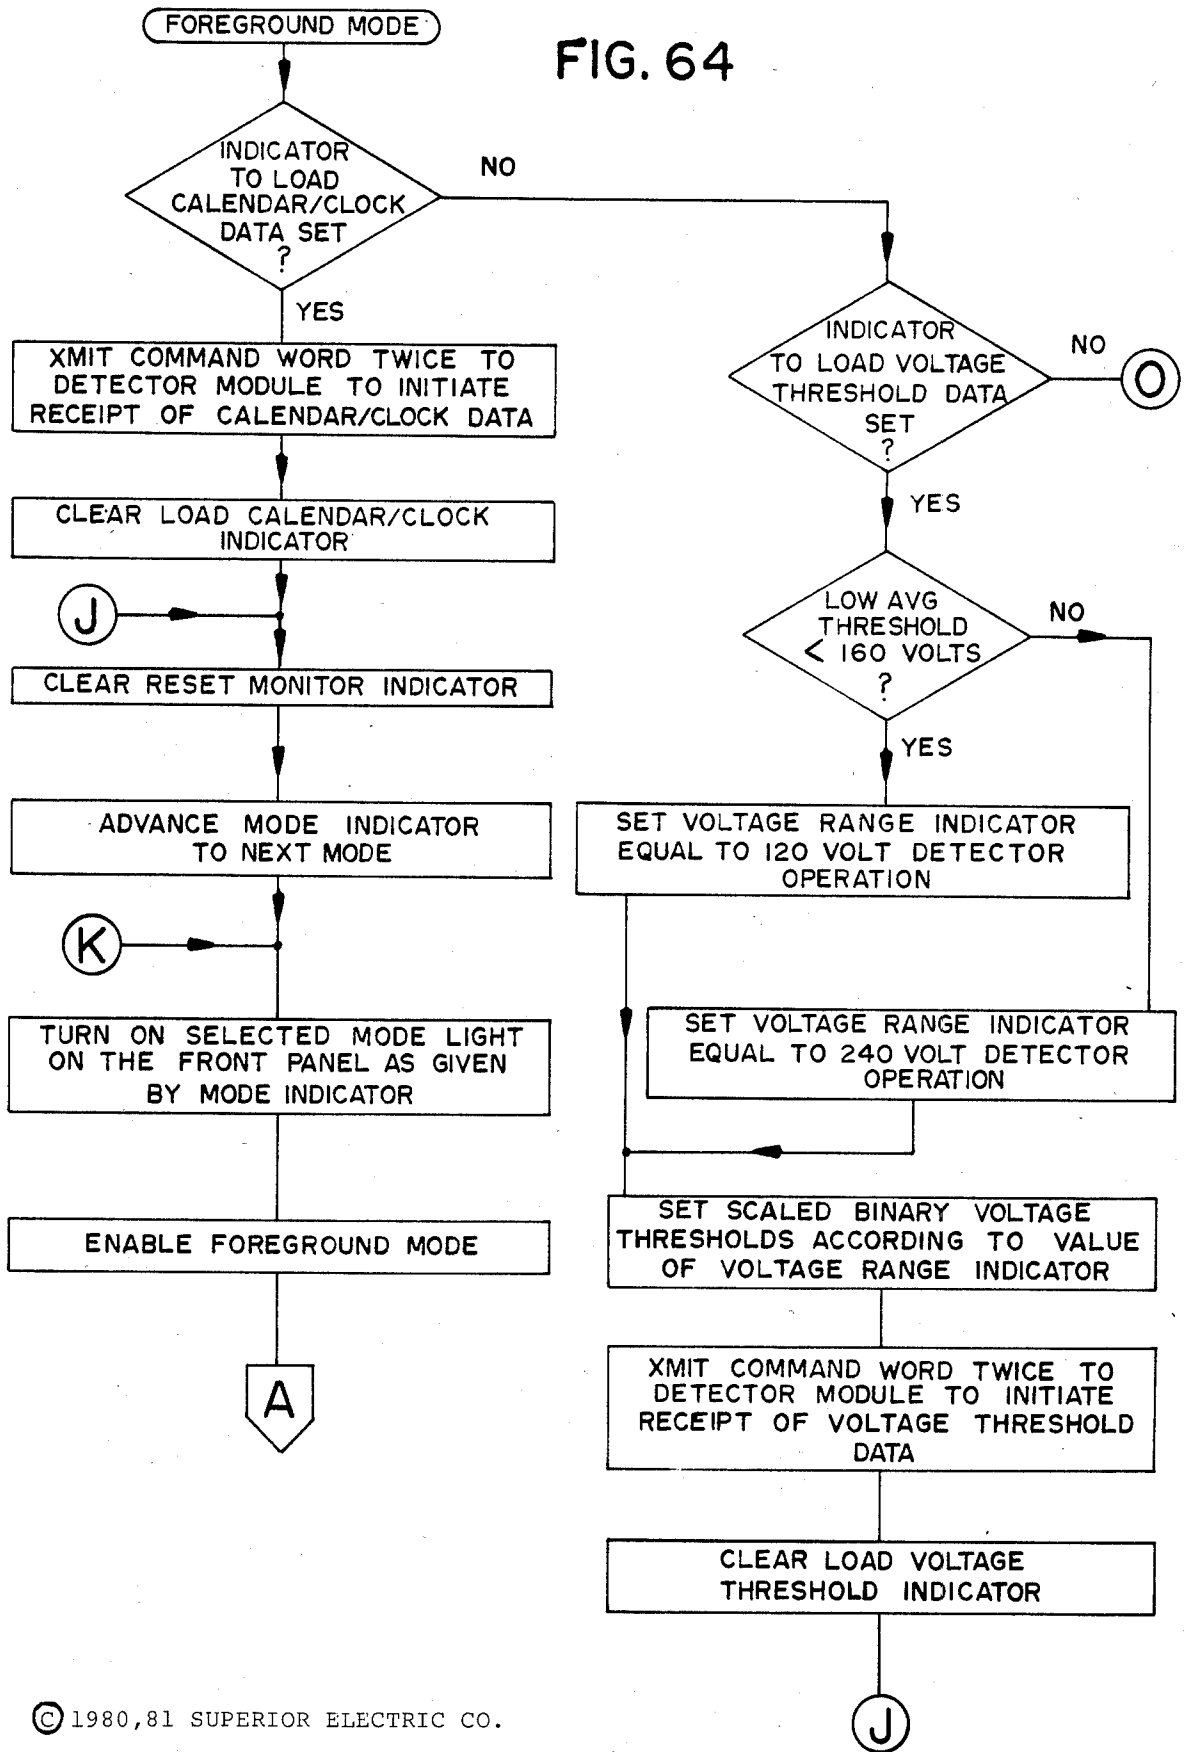 FOREGROUND MODE
FIG. 64
INDICATOR
TO LOAD
CALENDAR/CLOCK
DATA SET
?
NO
YES
XMIT COMMAND WORD TWICE TO
DETECTOR MODULE TO INITIATE
RECEIPT OF CALENDAR/CLOCK DATA
CLEAR LOAD CALENDAR/CLOCK
INDICATOR
J
CLEAR RESET MONITOR INDICATOR
ADVANCE MODE INDICATOR
TO NEXT MODE
K
TURN ON SELECTED MODE LIGHT
ON THE FRONT PANEL AS GIVEN
BY MODE INDICATOR
ENABLE FOREGROUND MODE
A
INDICATOR
TO LOAD VOLTAGE
THRESHOLD DATA
SET
?
NO
O
YES
LOW AVG
THRESHOLD
< 160 VOLTS
?
NO
YES
SET VOLTAGE RANGE INDICATOR
EQUAL TO 120 VOLT DETECTOR
OPERATION
SET VOLTAGE RANGE INDICATOR
EQUAL TO 240 VOLT DETECTOR
OPERATION
SET SCALED BINARY VOLTAGE
THRESHOLDS ACCORDING TO VALUE
OF VOLTAGE RANGE INDICATOR
XMIT COMMAND WORD TWICE TO
DETECTOR MODULE TO INITIATE
RECEIPT OF VOLTAGE THRESHOLD
DATA
CLEAR LOAD VOLTAGE
THRESHOLD INDICATOR
J
© 1980,81 SUPERIOR ELECTRIC CO.